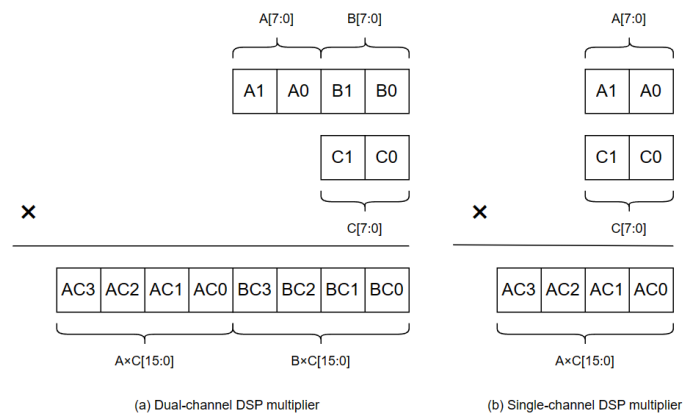 A[7:0] B[7:0] A[7:0]
A1 A0 B1 B0 A1 A0
C1 C0 C1 C0
× ×
C[7:0] C[7:0]
AC3 AC2 AC1 AC0 BC3 BC2 BC1 BC0 AC3 AC2 AC1 AC0
A×C[15:0] B×C[15:0] A×C[15:0]
(a) Dual-channel DSP multiplier (b) Single-channel DSP multiplier